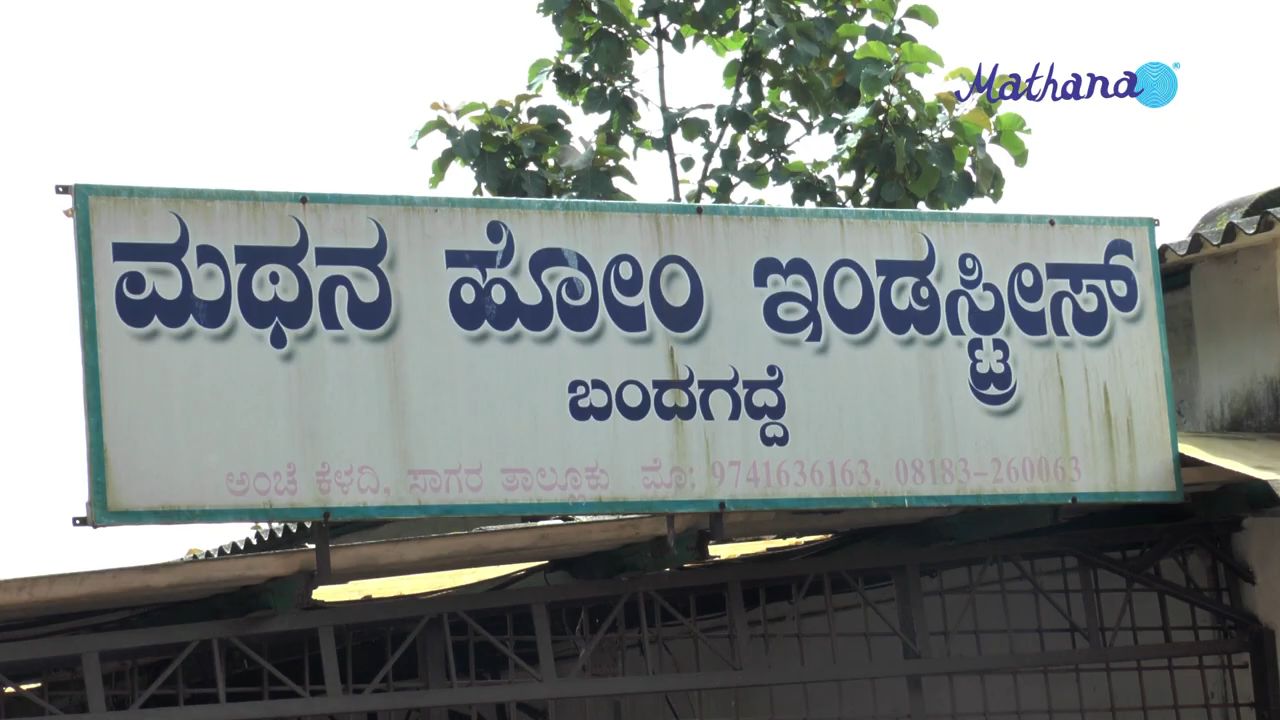 Mathana
ಮಥನ ಹೋಂ ಇಂಡಸ್ಟ್ರೀಸ್
ಬಂದಗದ್ದೆ
ಅಂಚೆ ಕೆಳದಿ, ಸಾಗರ ತಾಲ್ಲೂಕು ಮೊ: 9741636163, 08183-260063